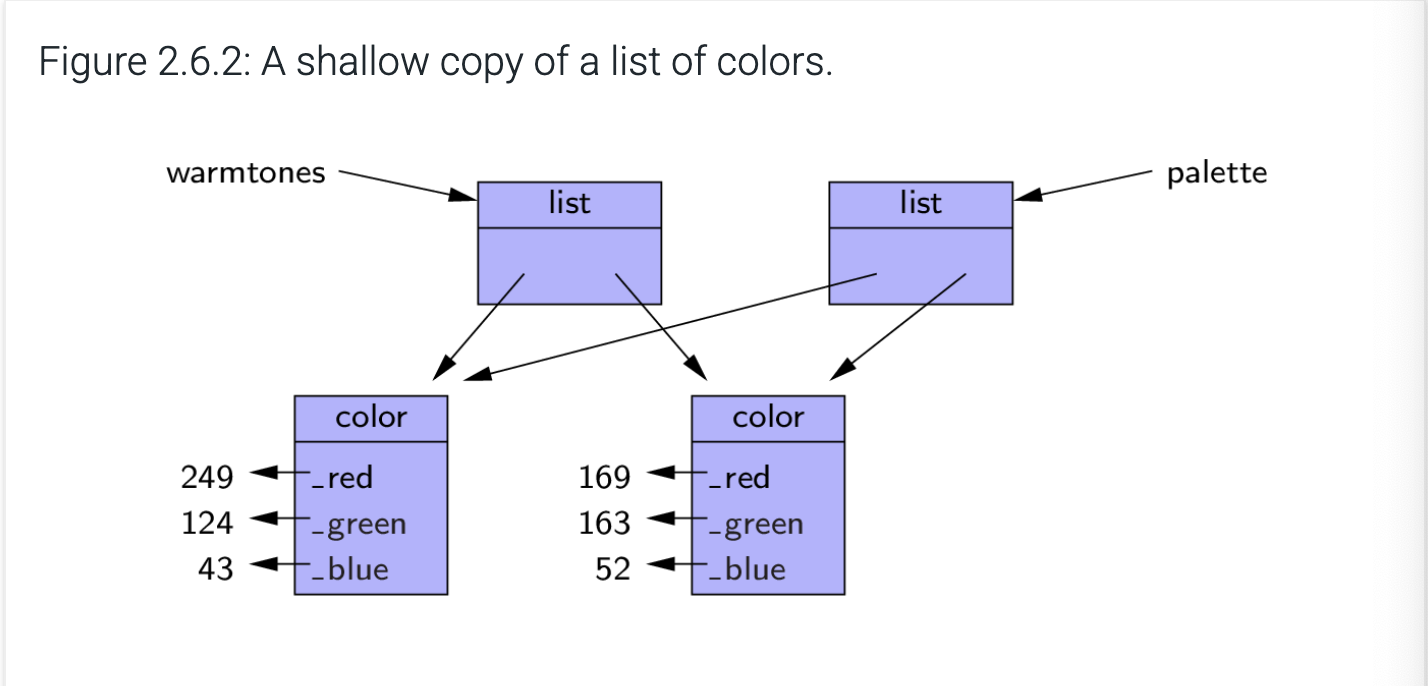 Figure 2.6.2: A shallow copy of a list of colors.
warmtones
list
list
palette
color
color
249
_red
169
_red
124
_green
163
_green
43
_blue
52
_blue